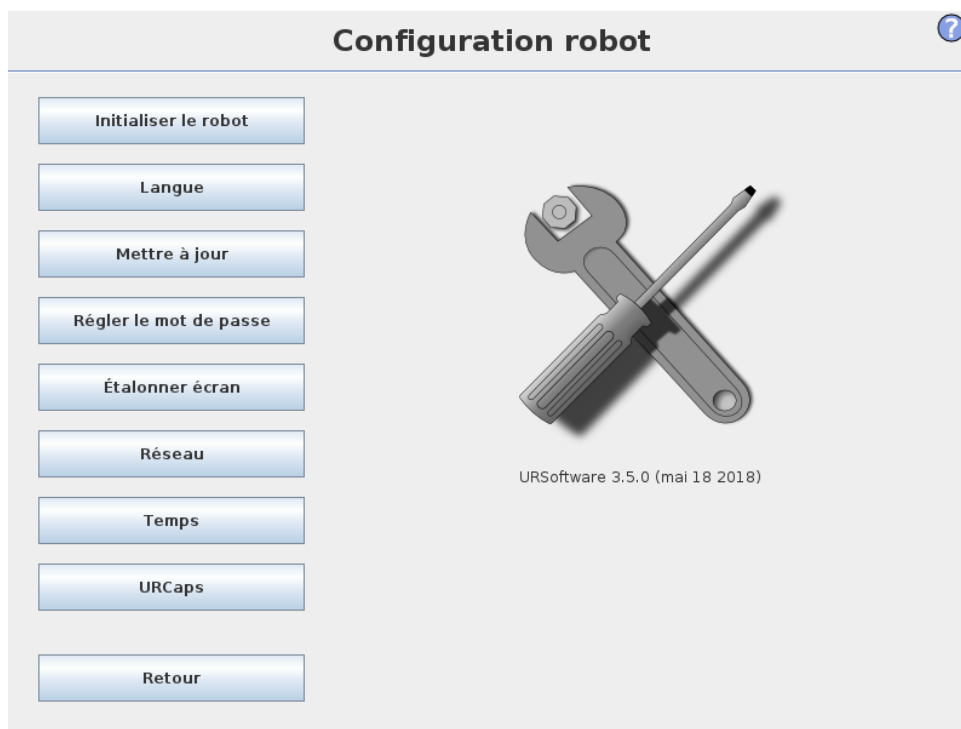 Configuration robot
?
Initialiser le robot
Langue
Mettre à jour
Régler le mot de passe
Étalonner écran
Réseau
Temps
URCaps
Retour
URSoftware 3.5.0 (mai 18 2018)